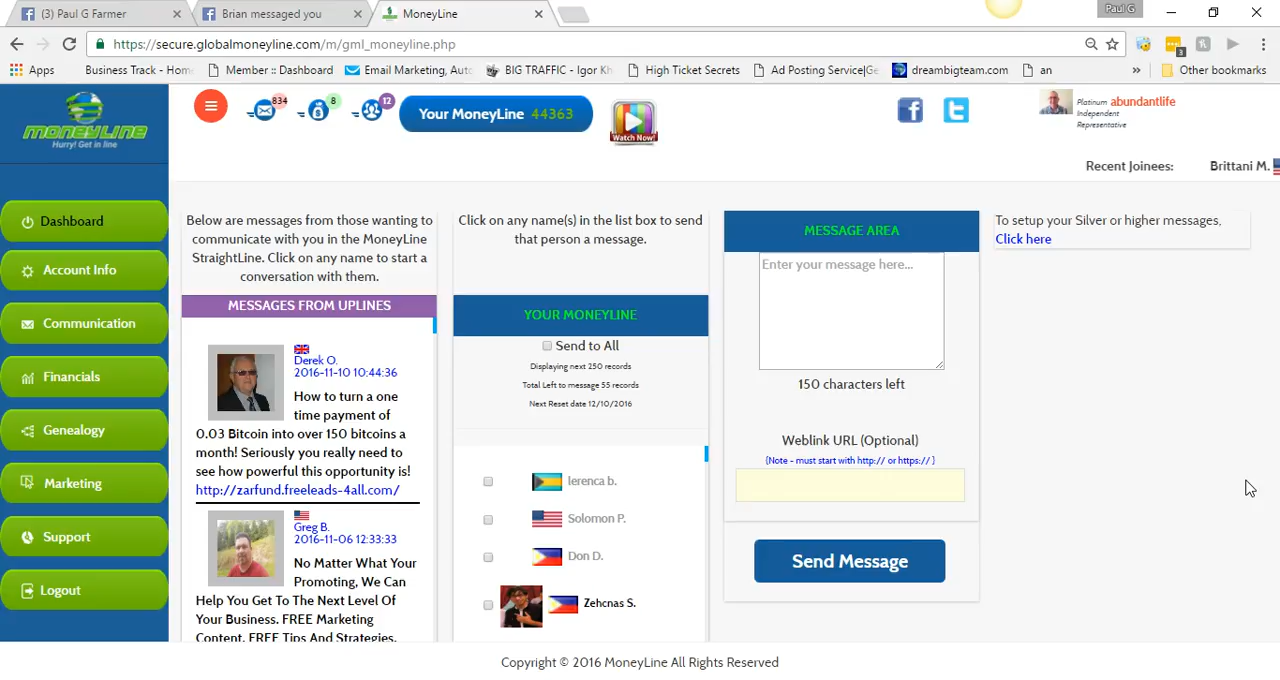 (3) Paul G Farmer
Brian messaged you
MoneyLine
Paul G
https://secure.globalmoneyline.com/m/gml_moneyline.php
3
Apps
Business Track - Hom
Member :: Dashboard
Email Marketing, Auto
BIG TRAFFIC - Igor Kh
High Ticket Secrets
Ad Posting Service|Ge
dreambigteam.com
an
»
Other bookmarks
MONEYLINE
Hurry! Get in line
834
8
12
Your MoneyLine 44363
Watch Now!
Platinum abundantlife
Independent
Representative
Recent Joinees:
Brittani M.
Dashboard
Account Info
Communication
Financials
Genealogy
Marketing
Support
Logout
Below are messages from those wanting to
communicate with you in the MoneyLine
StraightLine. Click on any name to start a
conversation with them.
MESSAGES FROM UPLINES
Derek O.
2016-11-10 10:44:36
How to turn a one
time payment of
0.03 Bitcoin into over 150 bitcoins a
month! Seriously you really need to
see how powerful this opportunity is!
http://zarfund.freeleads-4all.com/
Greg B.
2016-11-06 12:33:33
No Matter What Your
Promoting, We Can
Help You Get To The Next Level Of
Your Business. FREE Marketing
Content, FREE Tips And Strategies,
Click on any name(s) in the list box to send
that person a message.
YOUR MONEYLINE
Send to All
Displaying next 250 records
Total Left to message 55 records
Next Reset date 12/10/2016
lerenca b.
Solomon P.
Don D.
Zehcnas S.
MESSAGE AREA
Enter your message here...
150 characters left
Weblink URL (Optional)
(Note - must start with http:// or https:// )
Send Message
To setup your Silver or higher messages,
Click here
Copyright © 2016 MoneyLine All Rights Reserved